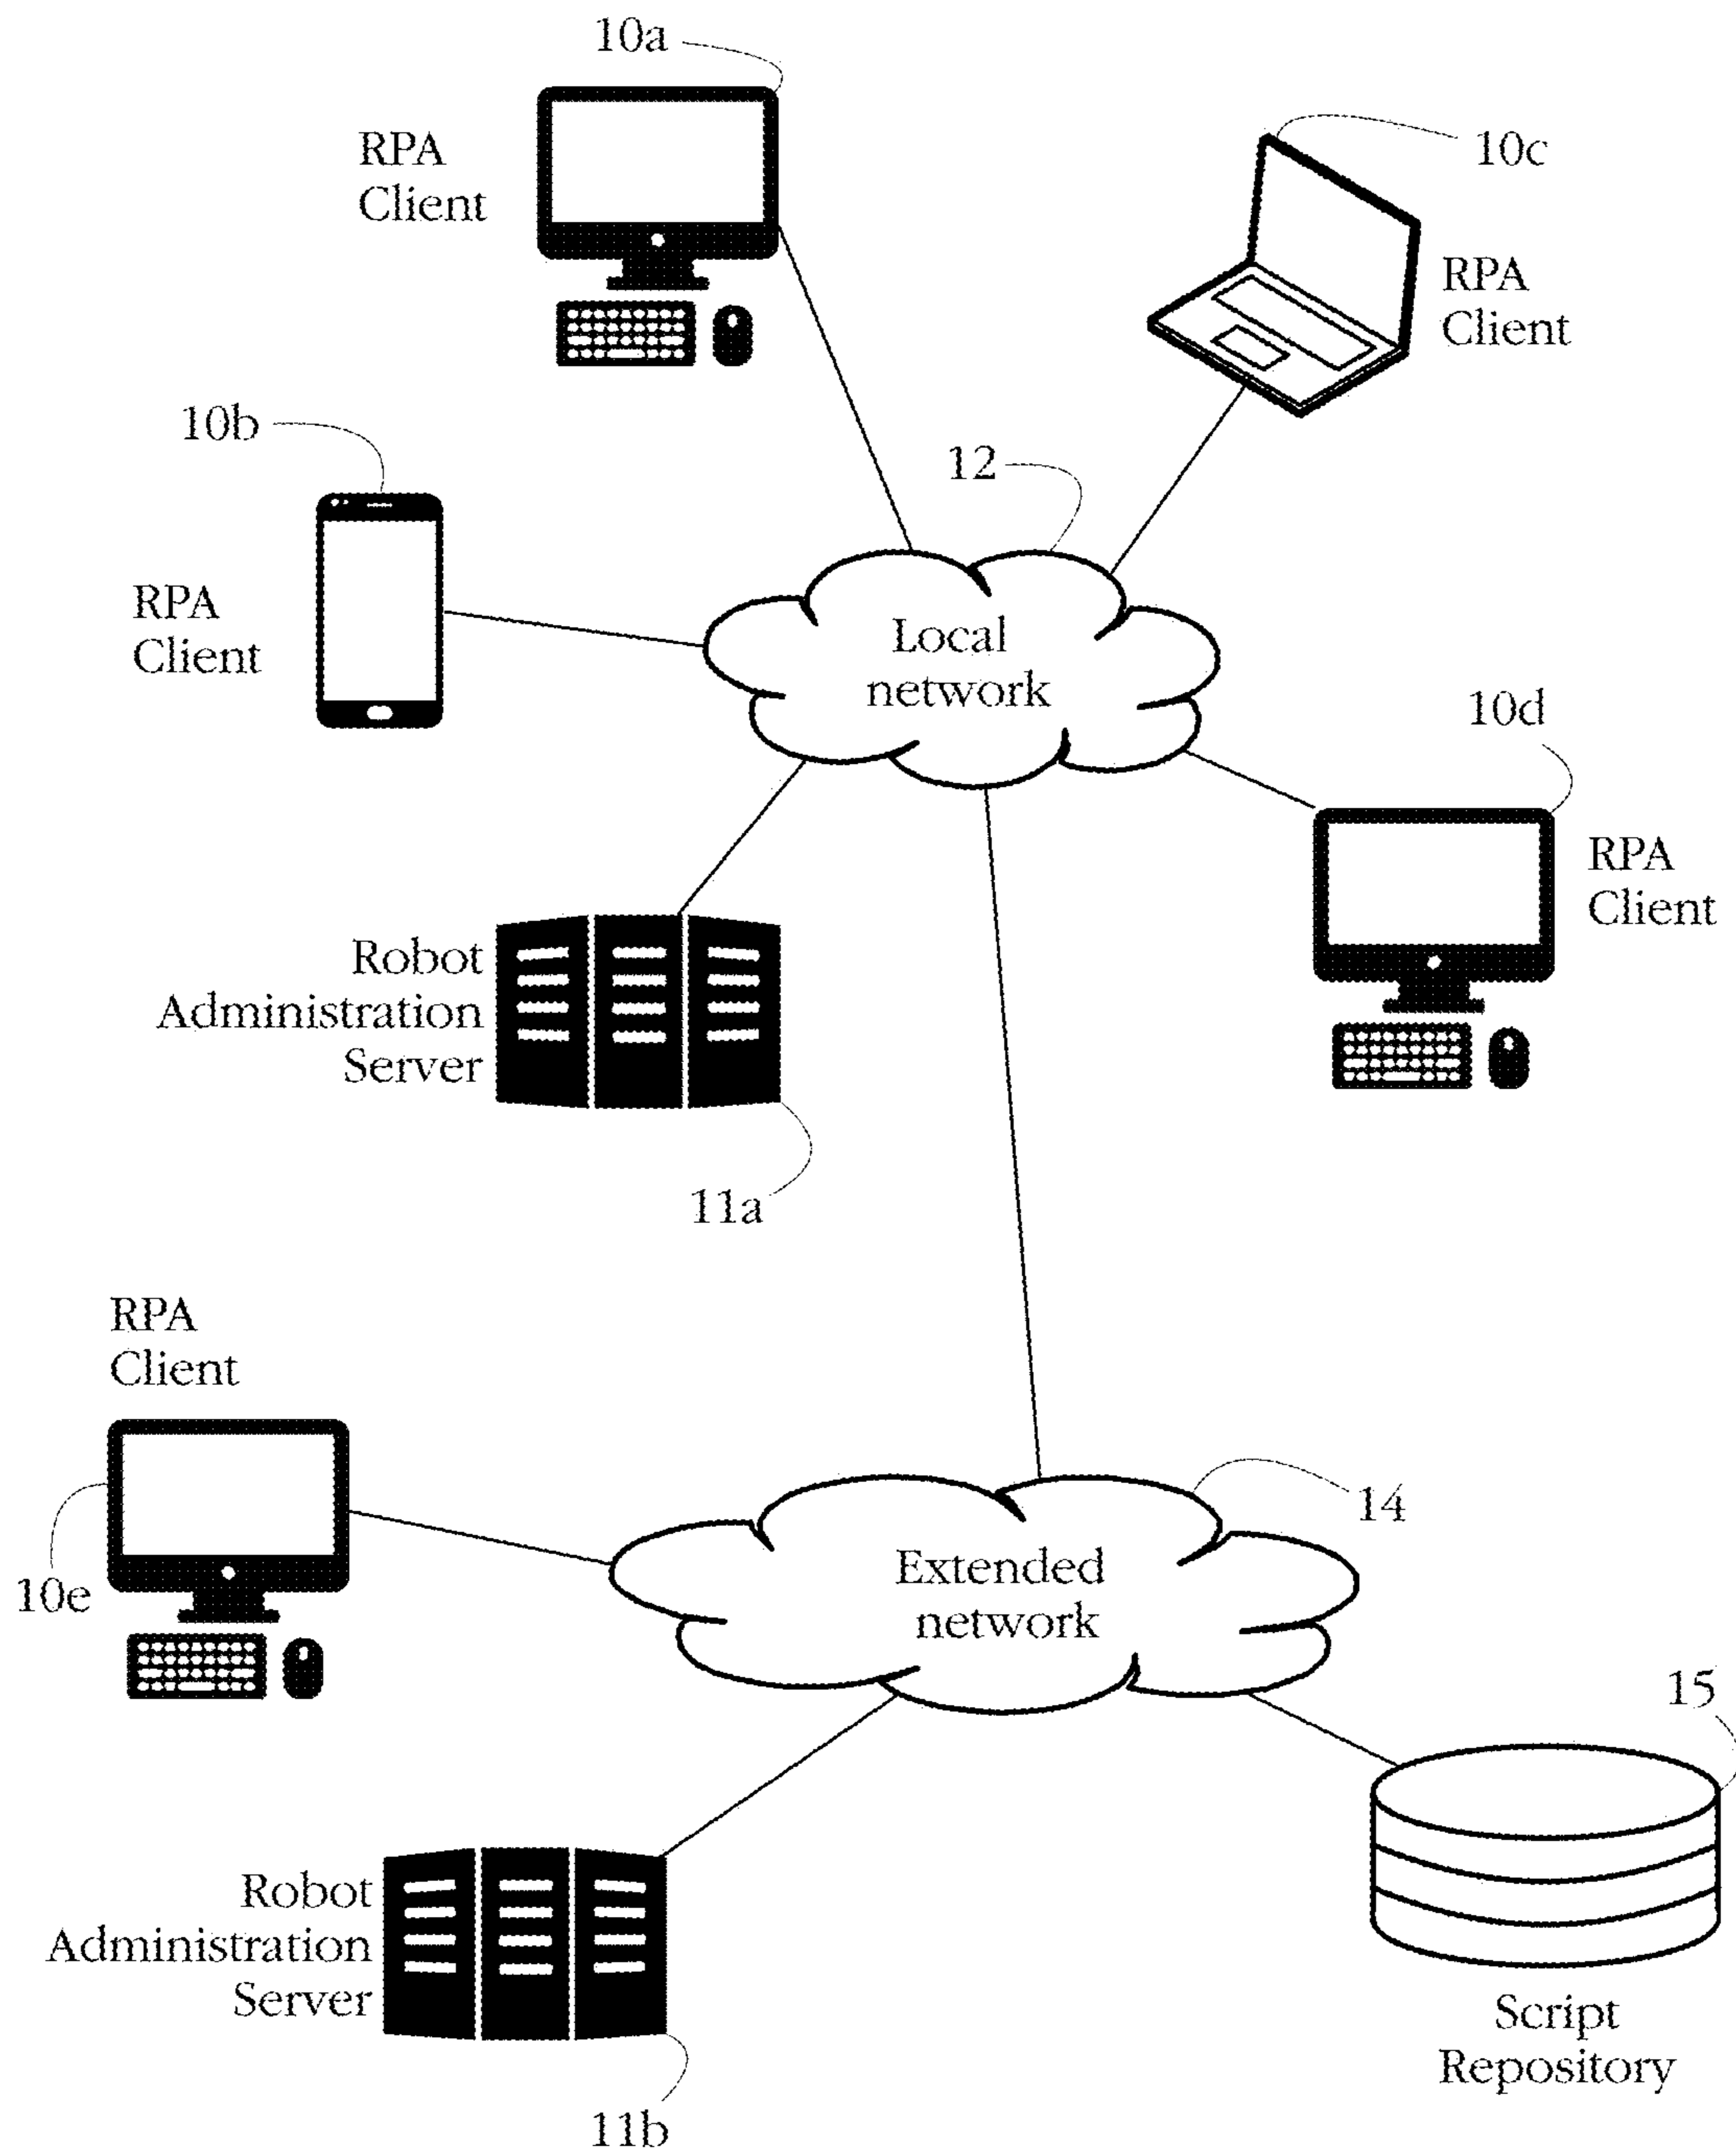 10a
RPA
Client
10c
RPA
Client
10b
12
RPA
Client
Local
network
10d
RPA
Client
Robot
Administration
Server
11a
RPA
Client
10e
14
Extended
network
15
Robot
Administration
Server
Script
Repository
11b